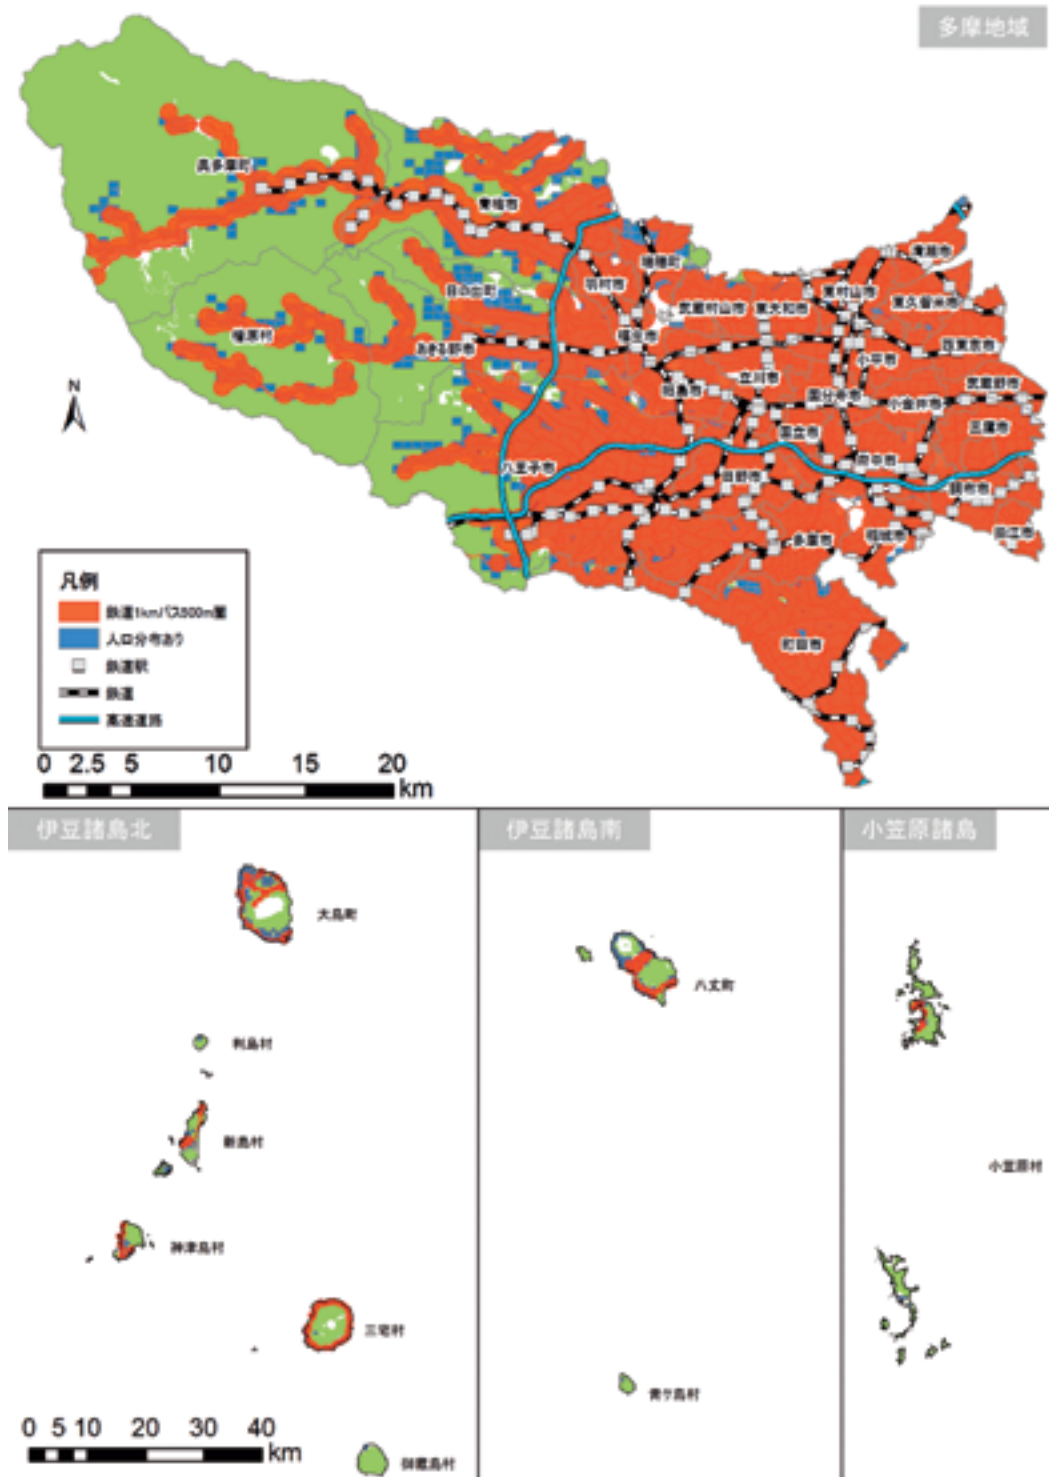 多摩地域
奥多摩町
青梅市
瑞穂町
羽村市
日の出町
檜原村
あきる野市
福生市
武蔵村山市
東大和市
東村山市
清瀬市
東久留米市
西東京市
小平市
昭島市
立川市
国分寺市
小金井市
武蔵野市
三鷹市
国立市
府中市
調布市
狛江市
八王子市
日野市
多摩市
稲城市
町田市
N
凡例
鉄道1kmバス500m圏
人口分布あり
鉄道駅
鉄道
高速道路
0 2.5 5 10 15 20
km
伊豆諸島北
大島町
利島村
新島村
神津島村
三宅村
御蔵島村
0 5 10 20 30 40
km
伊豆諸島南
八丈町
青ケ島村
小笠原諸島
小笠原村